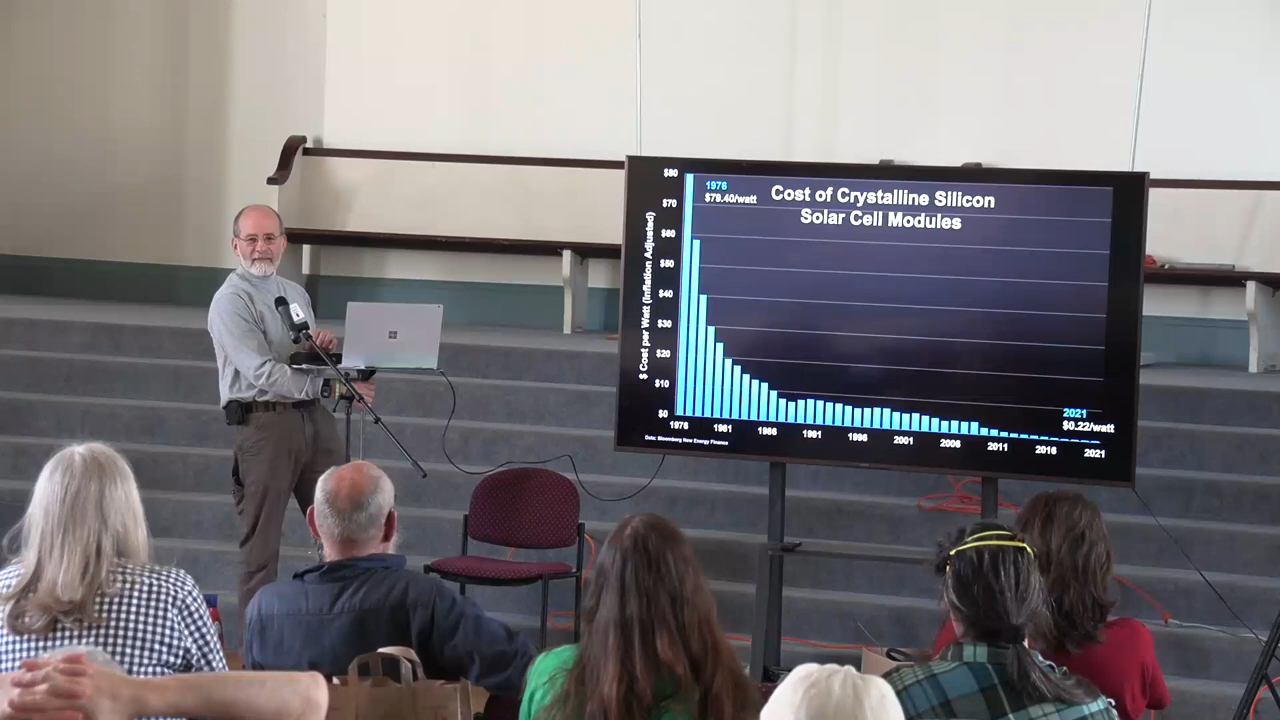 Cost of Crystalline Silicon
Solar Cell Modules
1976
$79.40/watt
$ Cost per Watt (Inflation Adjusted)
$80
$70
$60
$50
$40
$30
$20
$10
$0
2021
$0.22/watt
1976 1981 1986 1991 1996 2001 2006 2011 2016 2021
Data: Bloomberg New Energy Finance